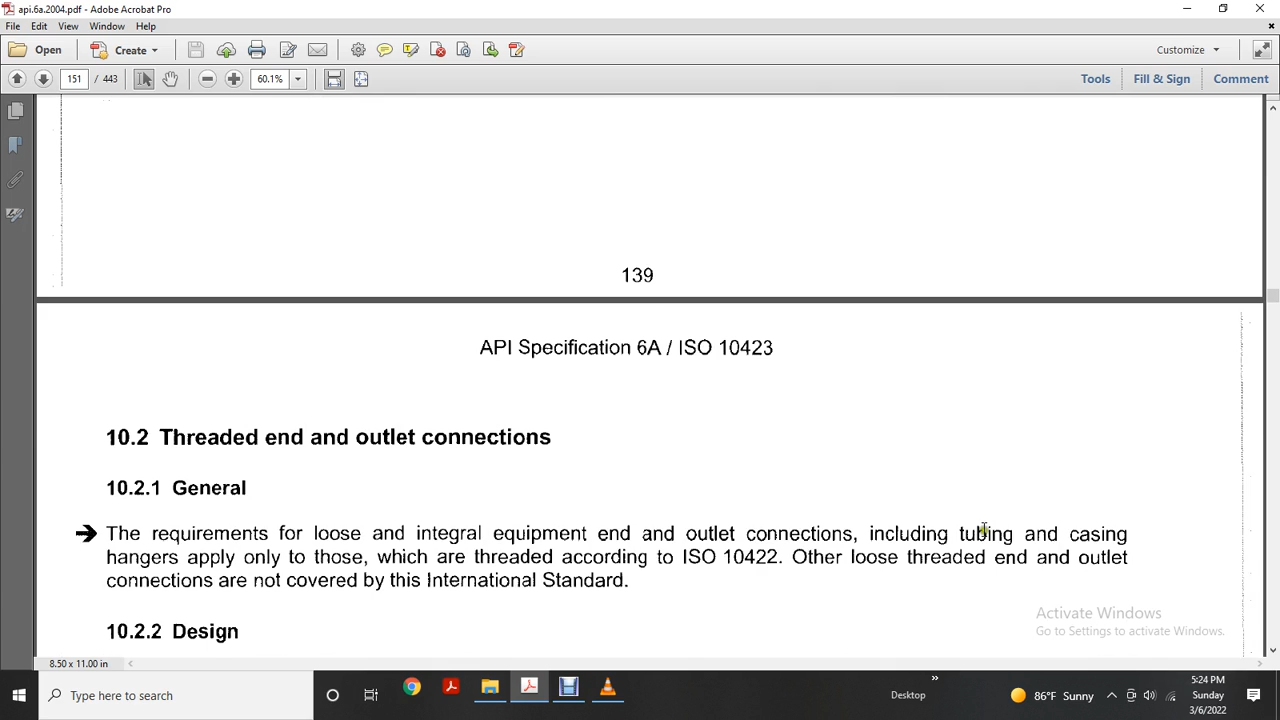 api.6a.2004.pdf - Adobe Acrobat Pro
File Edit View Window Help
Open Create Customize
151 / 443 60.1% Tools Fill & Sign Comment
139
API Specification 6A / ISO 10423
10.2 Threaded end and outlet connections
10.2.1 General
The requirements for loose and integral equipment end and outlet connections, including tubing and casing
hangers apply only to those, which are threaded according to ISO 10422. Other loose threaded end and outlet
connections are not covered by this International Standard.
Activate Windows
Go to Settings to activate Windows.
10.2.2 Design
8.50 x 11.00 in
Type here to search
Desktop
86°F Sunny
5:24 PM
Sunday
3/6/2022